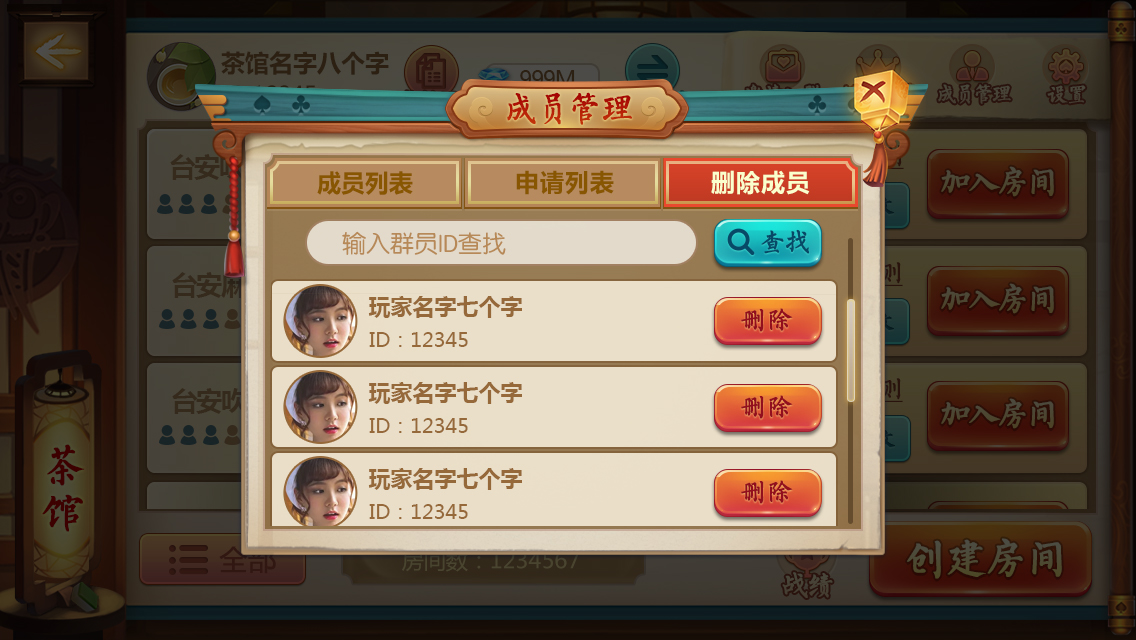 茶馆名字八个字
999M
成员管理
设置
成员管理
成员列表
申请列表
删除成员
输入群员ID查找
查找
台安
加入房间
玩家名字七个字
ID：12345
删除
台安麻
则
加入房间
玩家名字七个字
ID：12345
删除
台安
则
加入房间
玩家名字七个字
ID：12345
删除
茶馆
全部
房间数：1234567
战绩
创建房间